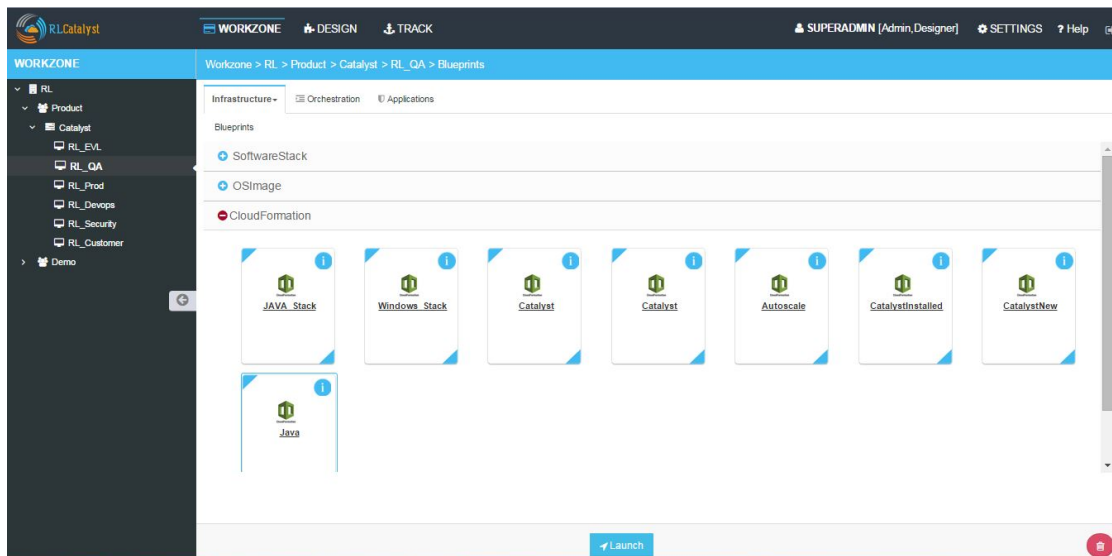 RLCatalyst WORKZONE DESIGN TRACK SUPERADMIN [Admin,Designer] SETTINGS ? Help
WORKZONE
Workzone > RL > Product > Catalyst > RL_QA > Blueprints
RL
Product
Catalyst
RL_EVL
RL_QA
RL_Prod
RL_Devops
RL_Security
RL_Customer
Demo
Infrastructure Orchestration Applications
Blueprints
SoftwareStack
OSImage
CloudFormation
JAVA_Stack Windows_Stack Catalyst Catalyst Autoscale CatalystInstalled CatalystNew
Java
Launch